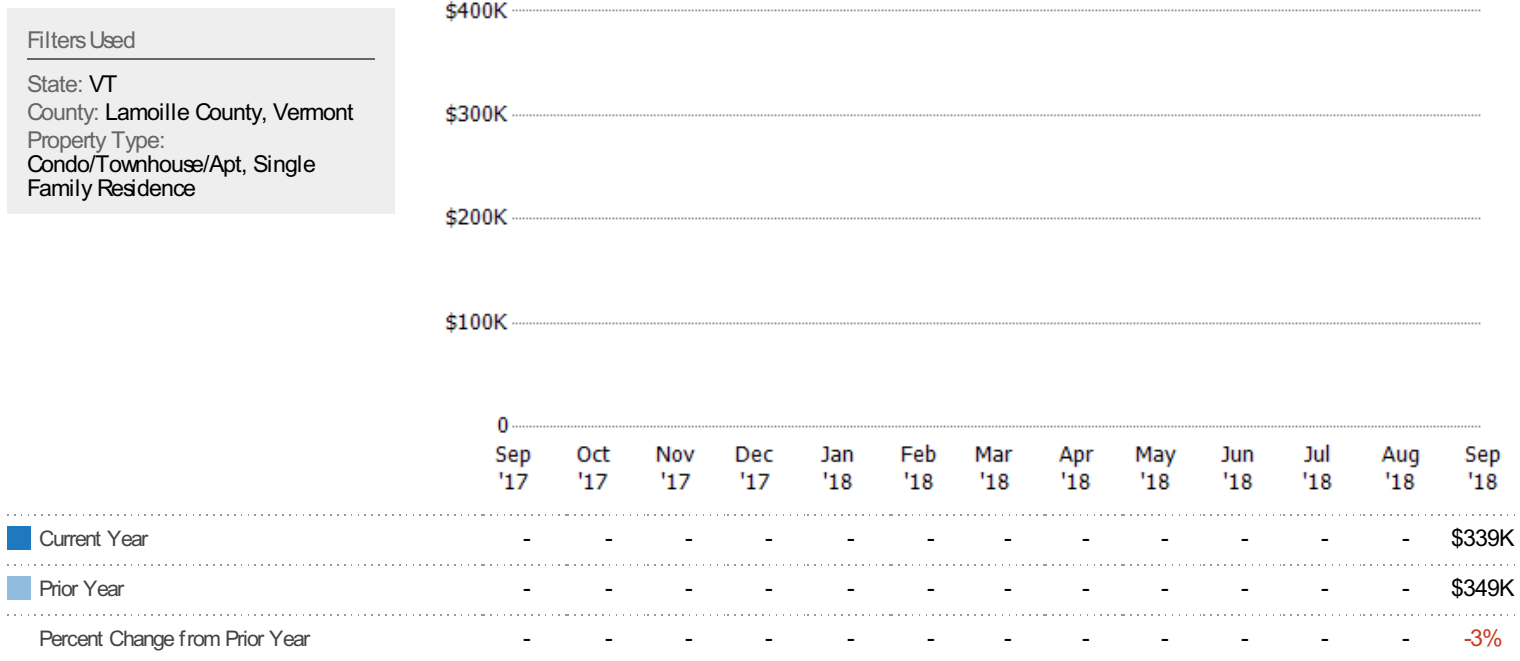 Filters Used
State: VT
County: Lamoille County, Vermont
Property Type:
Condo/Townhouse/Apt, Single
Family Residence
$400K
$300K
$200K
$100K
0
Sep Oct Nov Dec Jan Feb Mar Apr May Jun Jul Aug Sep
'17 '17 '17 '17 '18 '18 '18 '18 '18 '18 '18 '18 '18
Current Year - - - - - - - - - - - - $339K
Prior Year - - - - - - - - - - - - $349K
Percent Change from Prior Year - - - - - - - - - - - - -3%